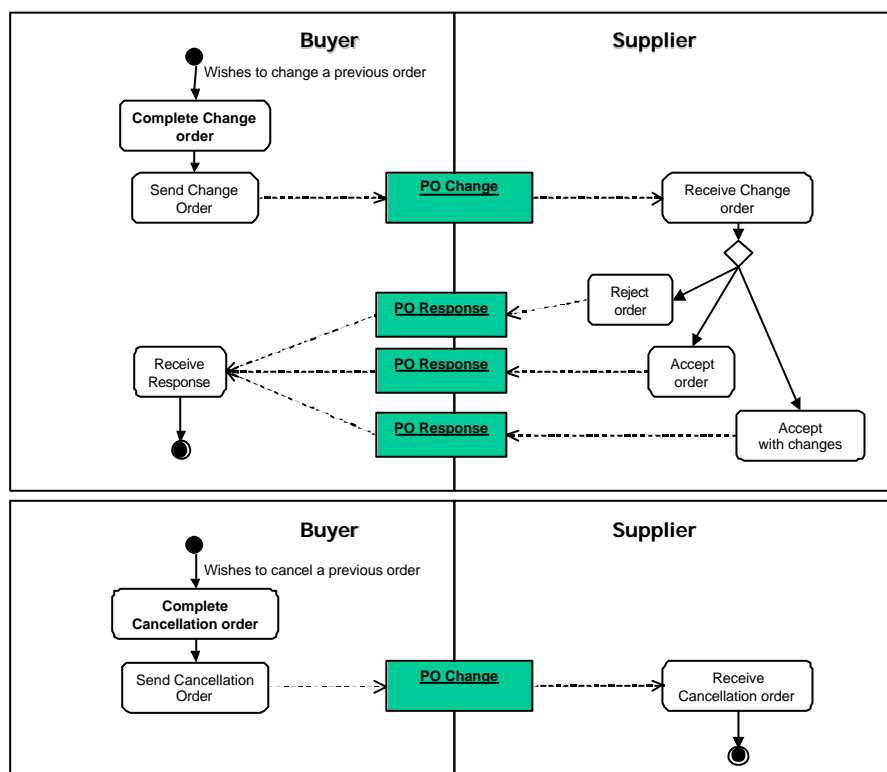 Buyer
Supplier
Wishes to change a previous order
Complete Change
order
Send Change
Order
PO Change
Receive Change
order
Reject
order
PO Response
Receive
Response
PO Response
Accept
order
PO Response
Accept
with changes
Buyer
Supplier
Wishes to cancel a previous order
Complete
Cancellation order
Send Cancellation
Order
PO Change
Receive
Cancellation order